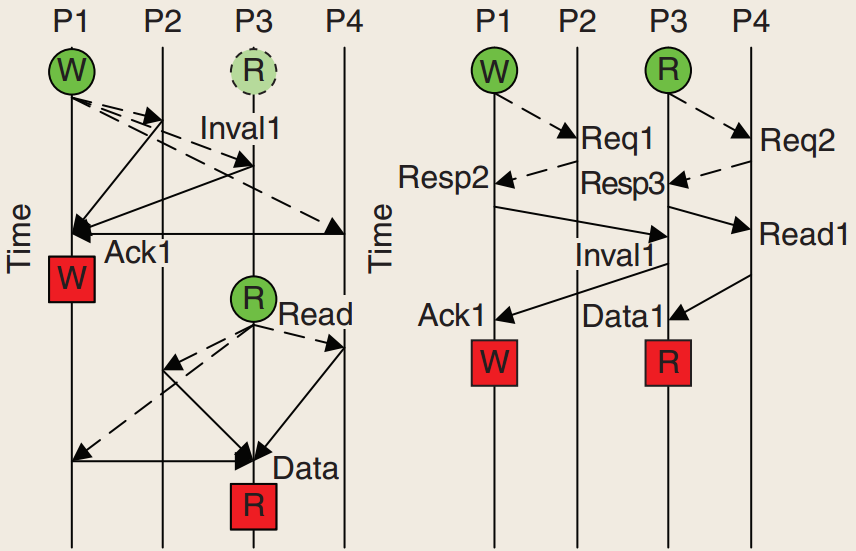 P1 P2 P3 P4
W R
Inval1
Time
Ack1
W
R Read
Data
R
P1 P2 P3 P4
W R
Req1 Req2
Resp2 Resp3
Time
Read1
Inval1
Ack1 Data1
W R